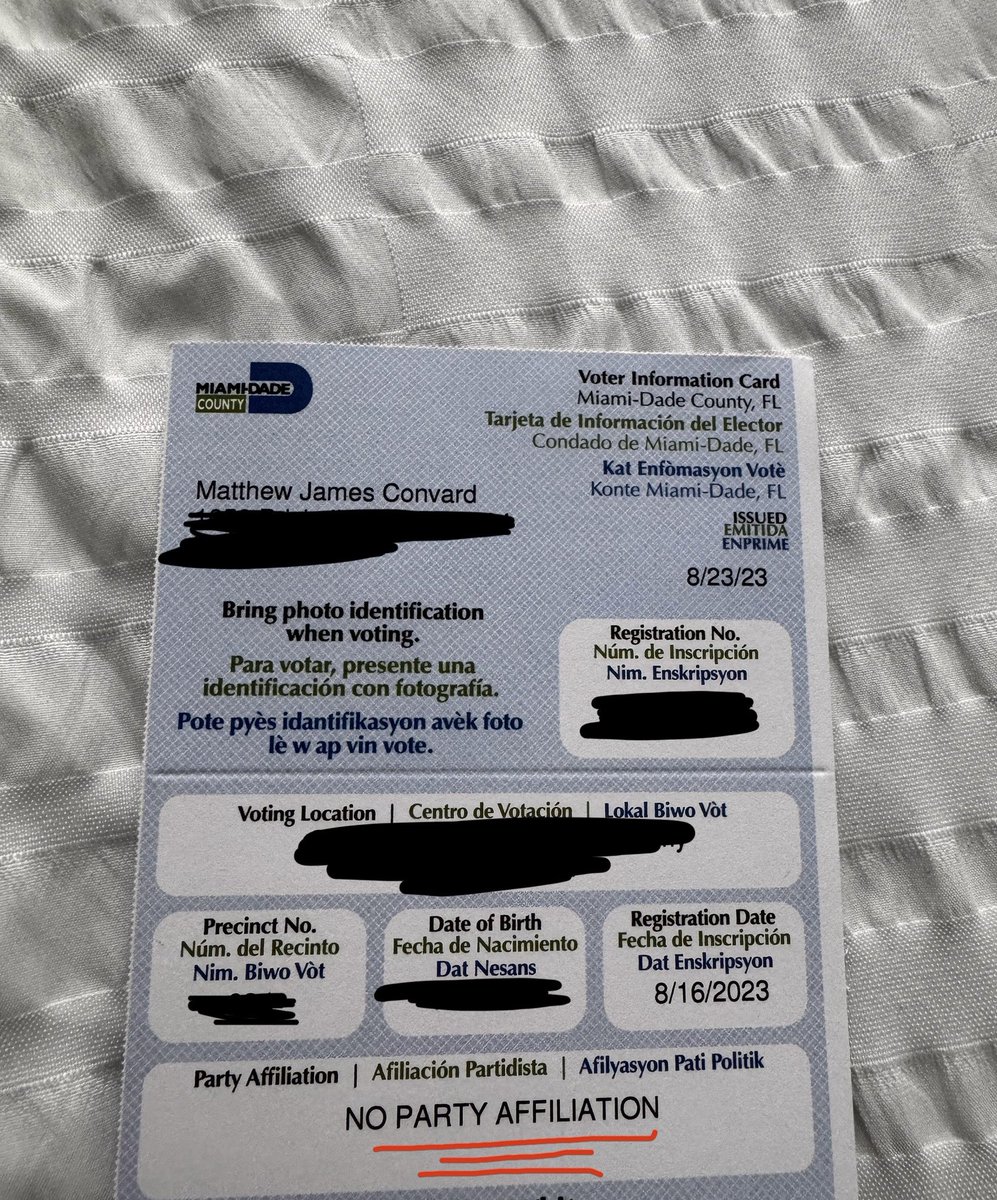 MIAMI-DADE
COUNTY
Voter Information Card
Miami-Dade County, FL
Tarjeta de Información del Elector
Condado de Miami-Dade, FL
Kat Enfòmasyon Votè
Konte Miami-Dade, FL
ISSUED
EMITIDA
ENPRIME
8/23/23
Matthew James Convard
Bring photo identification
when voting.
Para votar, presente una
identificación con fotografía.
Pote pyès idantifikasyon avèk foto
lè w ap vin vote.
Registration No.
Núm. de Inscripción
Nim. Enskripsyon
Voting Location | Centro de Votación | Lokal Biwo Vòt
Precinct No.
Núm. del Recinto
Nim. Biwo Vòt
Date of Birth
Fecha de Nacimiento
Dat Nesans
Registration Date
Fecha de Inscripción
Dat Enskripsyon
8/16/2023
Party Affiliation | Afiliación Partidista | Afilyasyon Pati Politik
NO PARTY AFFILIATION